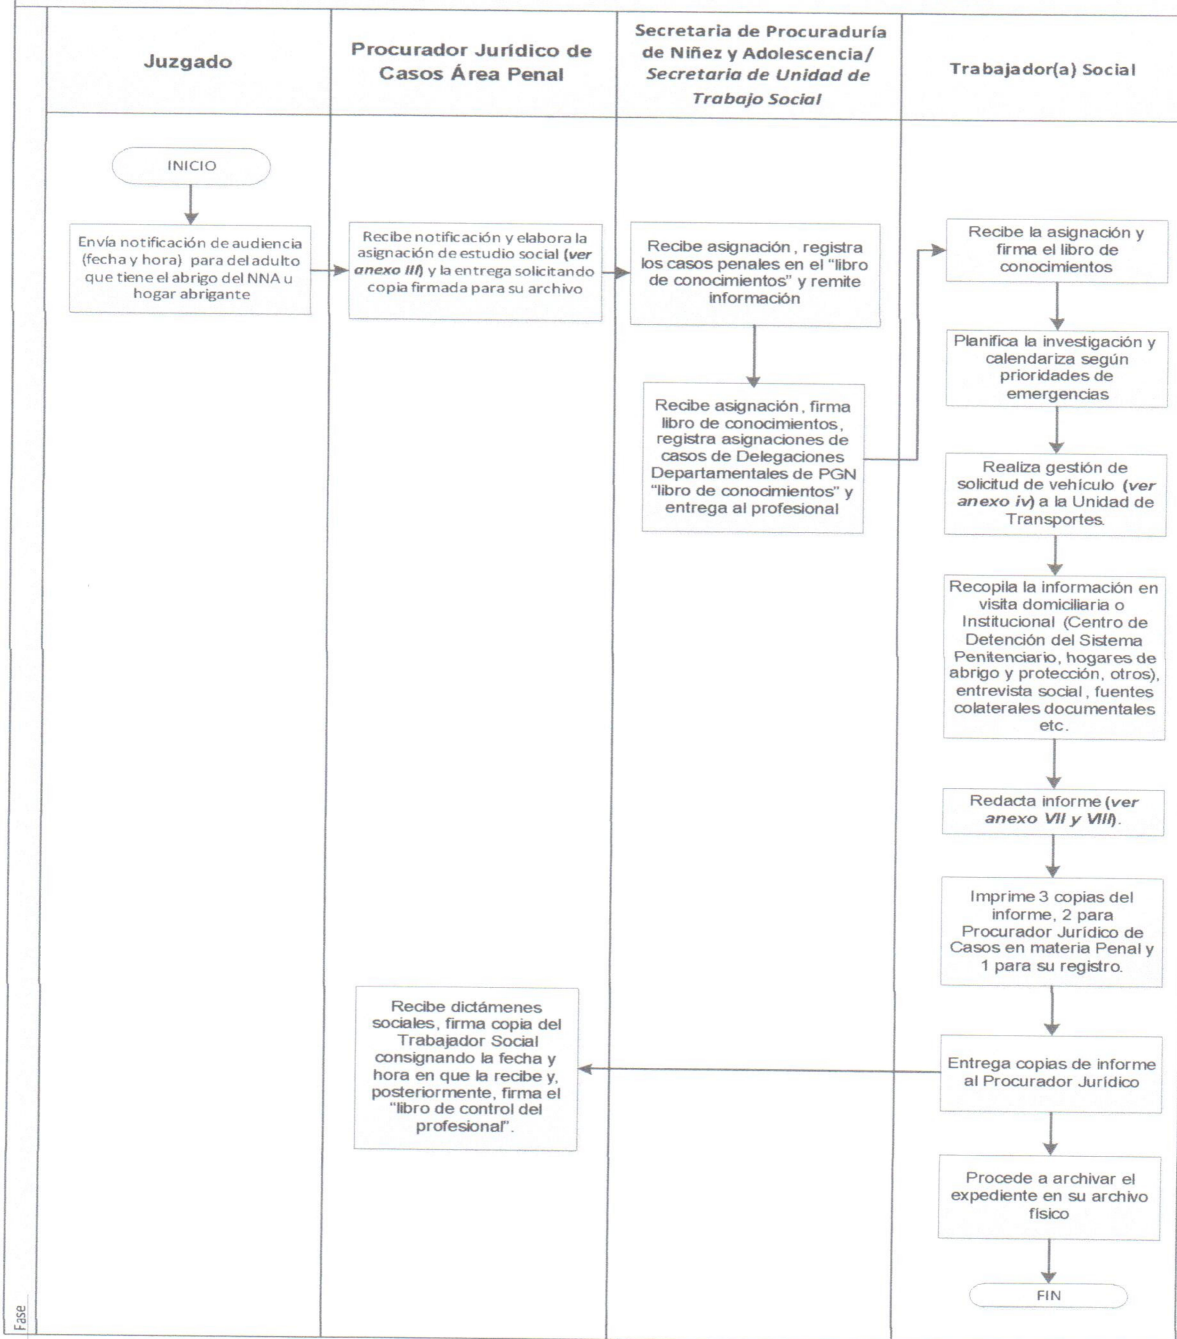 Juzgado
Procurador Jurídico de
Casos Área Penal
Secretaria de Procuraduría
de Niñez y Adolescencia/
Secretaria de Unidad de
Trabajo Social
Trabajador(a) Social
INICIO
Envía notificación de audiencia
(fecha y hora) para del adulto
que tiene el abrigo del NNA u
hogar abrigante
Recibe notificación y elabora la
asignación de estudio social (ver
anexo III) y la entrega solicitando
copia firmada para su archivo
Recibe asignación, registra
los casos penales en el "libro
de conocimientos" y remite
información
Recibe asignación, firma
libro de conocimientos,
registra asignaciones de
casos de Delegaciones
Departamentales de PGN
"libro de conocimientos" y
entrega al profesional
Recibe la asignación y
firma el libro de
conocimientos
Planifica la investigación y
calendariza según
prioridades de
emergencias
Realiza gestión de
solicitud de vehículo (ver
anexo iv) a la Unidad de
Transportes.
Recopila la información en
visita domiciliaria o
Institucional (Centro de
Detención del Sistema
Penitenciario, hogares de
abrigo y protección, otros),
entrevista social, fuentes
colaterales documentales
etc.
Redacta informe (ver
anexo VII y VIII).
Imprime 3 copias del
informe, 2 para
Procurador Jurídico de
Casos en materia Penal y
1 para su registro.
Entrega copias de informe
al Procurador Jurídico
Recibe dictámenes
sociales, firma copia del
Trabajador Social
consignando la fecha y
hora en que la recibe y,
posteriormente, firma el
"libro de control del
profesional".
Procede a archivar el
expediente en su archivo
físico
FIN
Fase